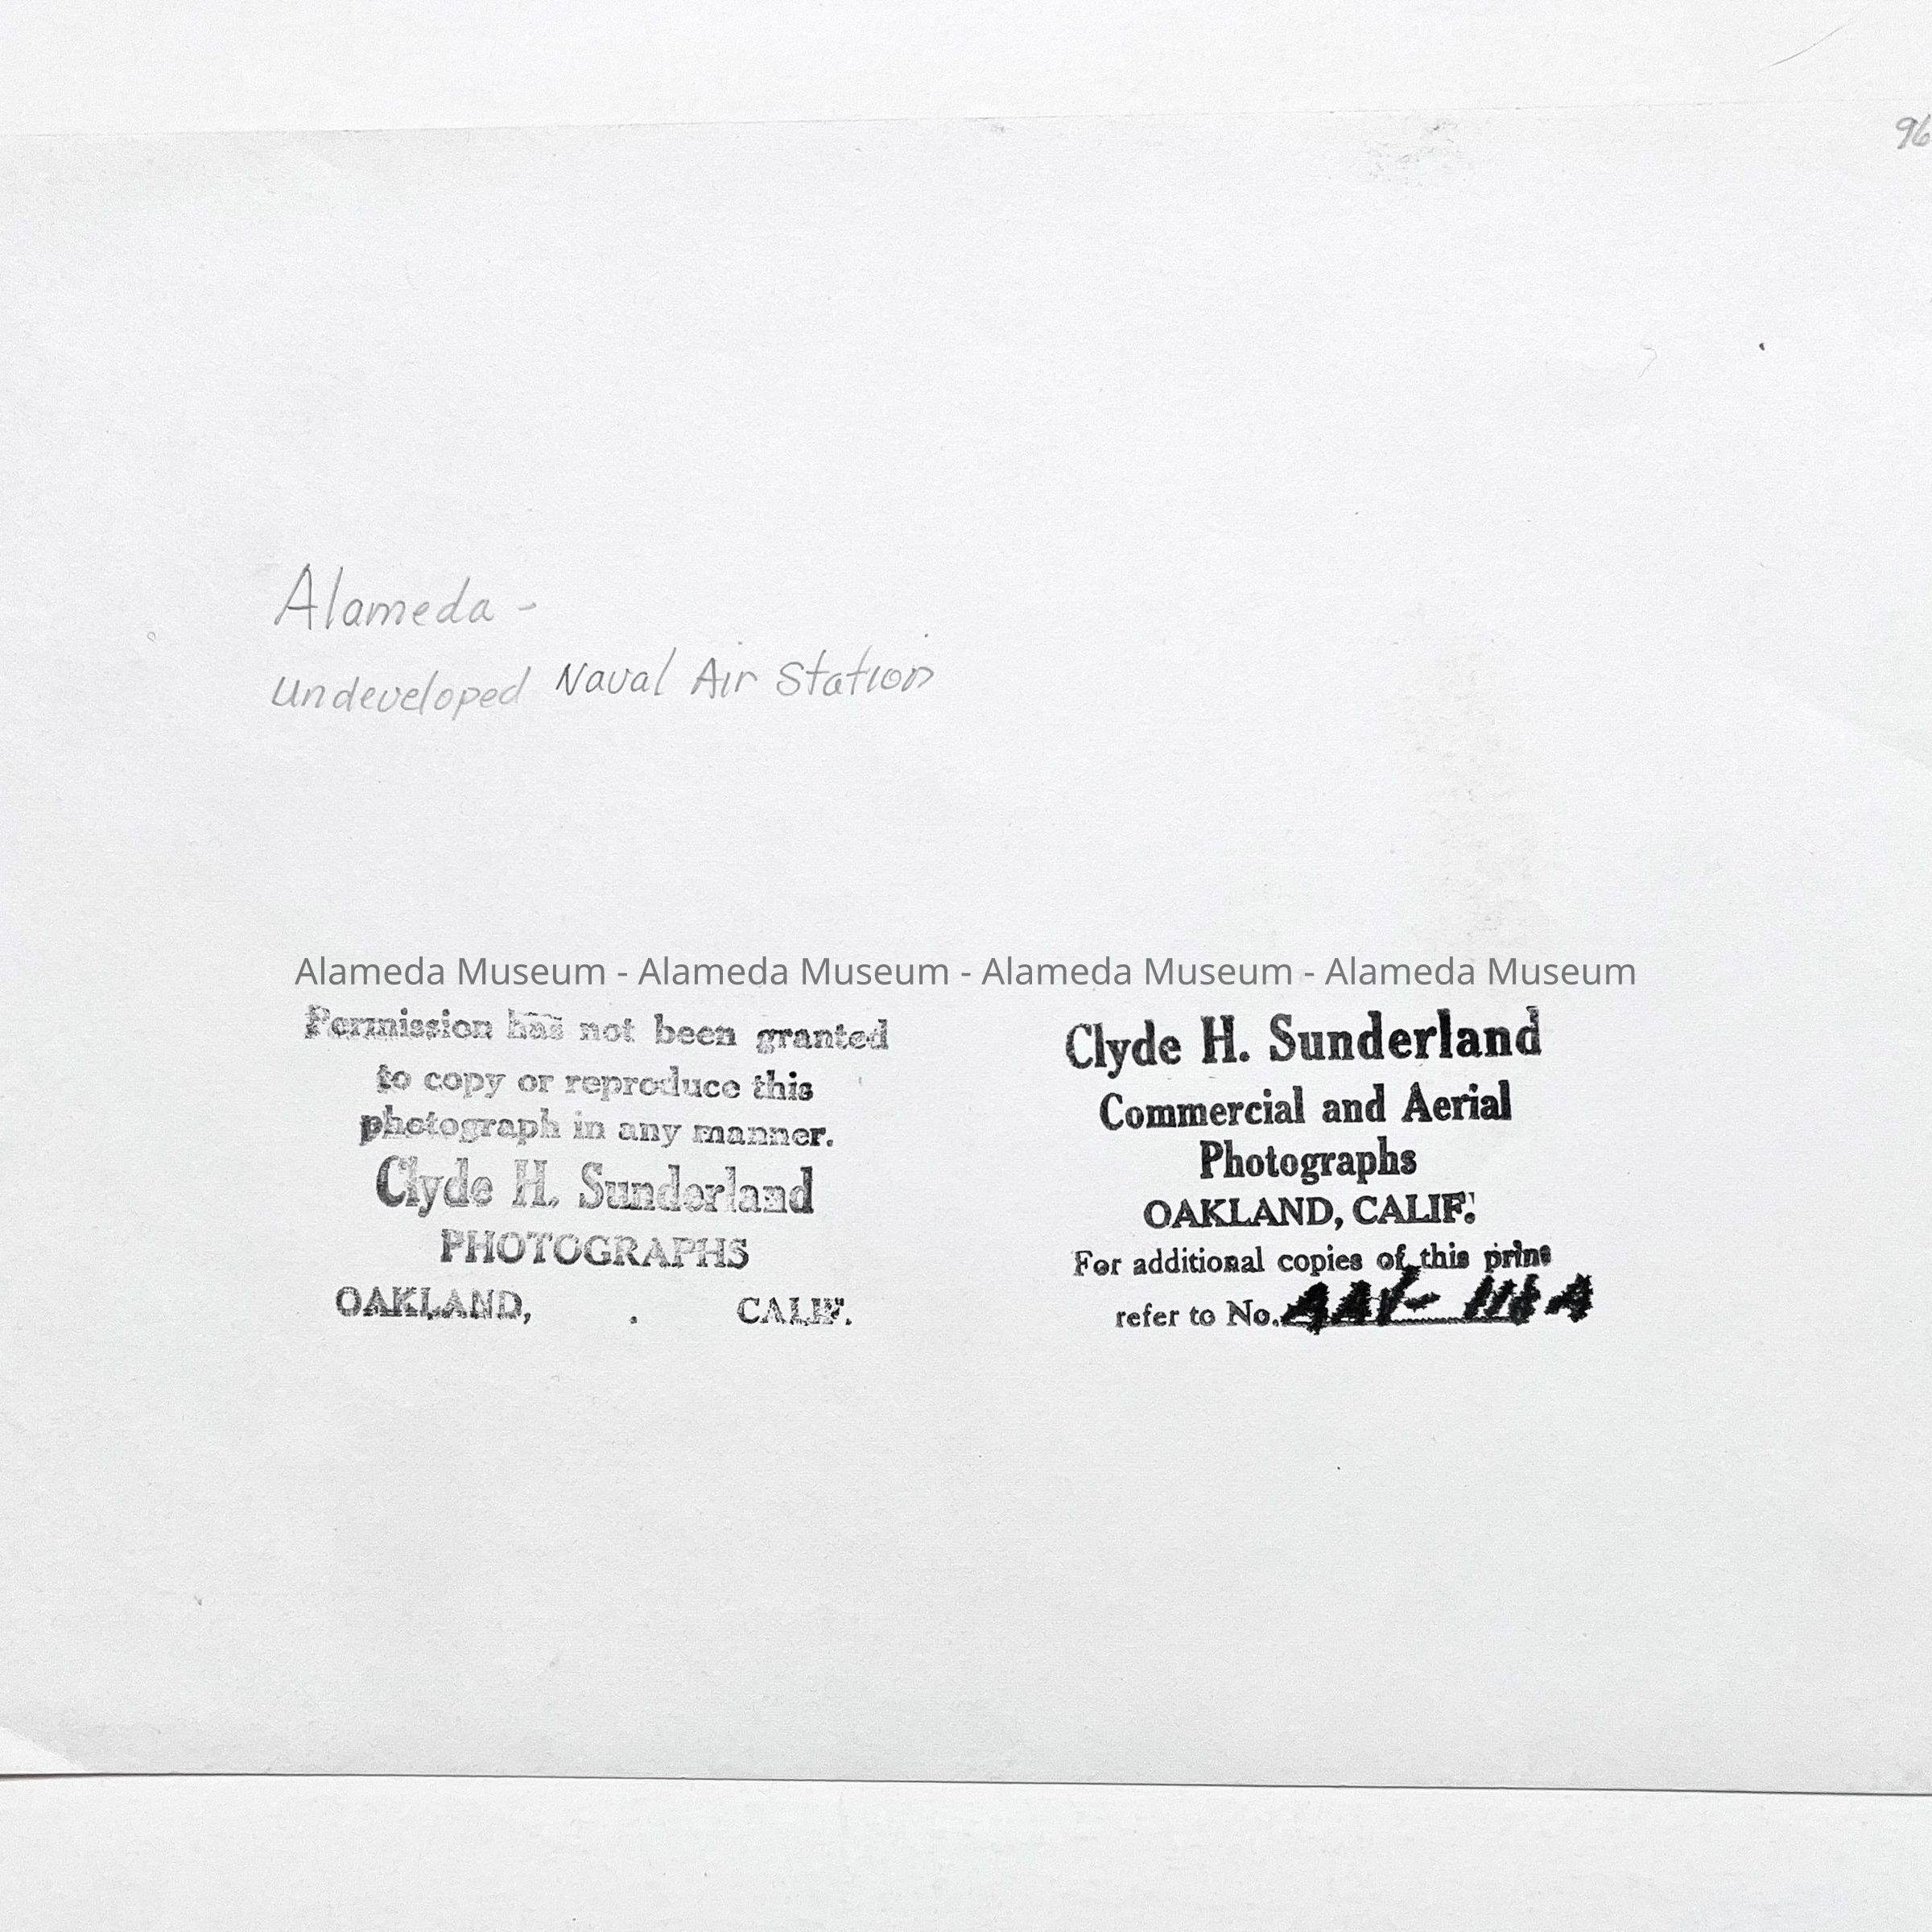 96
Alameda -
Undeveloped Naval Air Station
Alameda Museum - Alameda Museum - Alameda Museum - Alameda Museum
Permission has not been granted
to copy or reproduce this
photograph in any manner.
Clyde H. Sunderland
PHOTOGRAPHS
OAKLAND, . CALIF.
Clyde H. Sunderland
Commercial and Aerial
Photographs
OAKLAND, CALIF.
For additional copies of this print
refer to No.